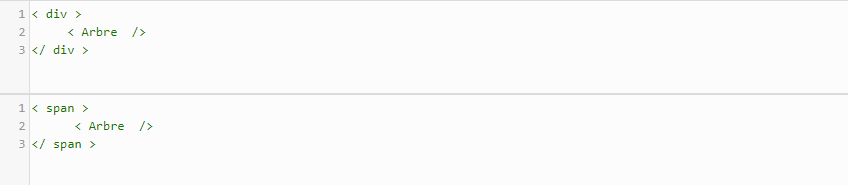 1 < div >
2 < Arbre />
3 </ div >
1 < span >
2 < Arbre />
3 </ span >